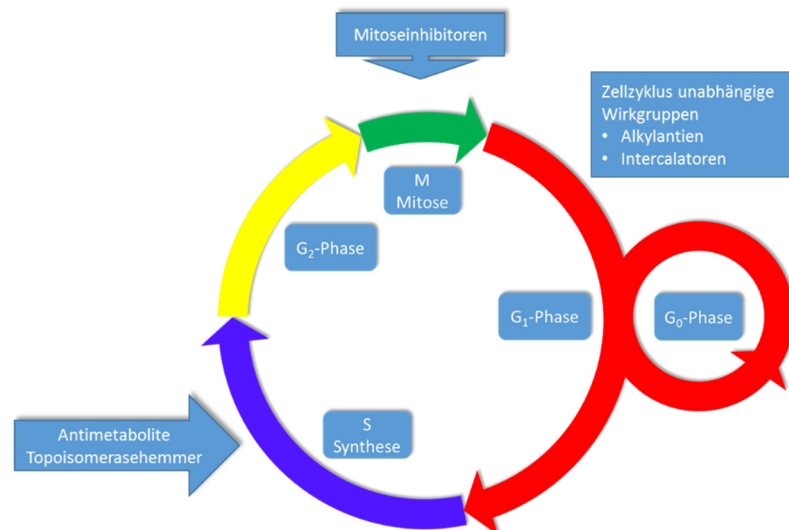 Mitoseinhibitoren
Zellzyklus unabhängige
Wirkgruppen
• Alkylantien
• Intercalatoren
M
Mitose
G₂-Phase
G₁-Phase
G₀-Phase
S
Synthese
Antimetabolite
Topoisomerasehemmer